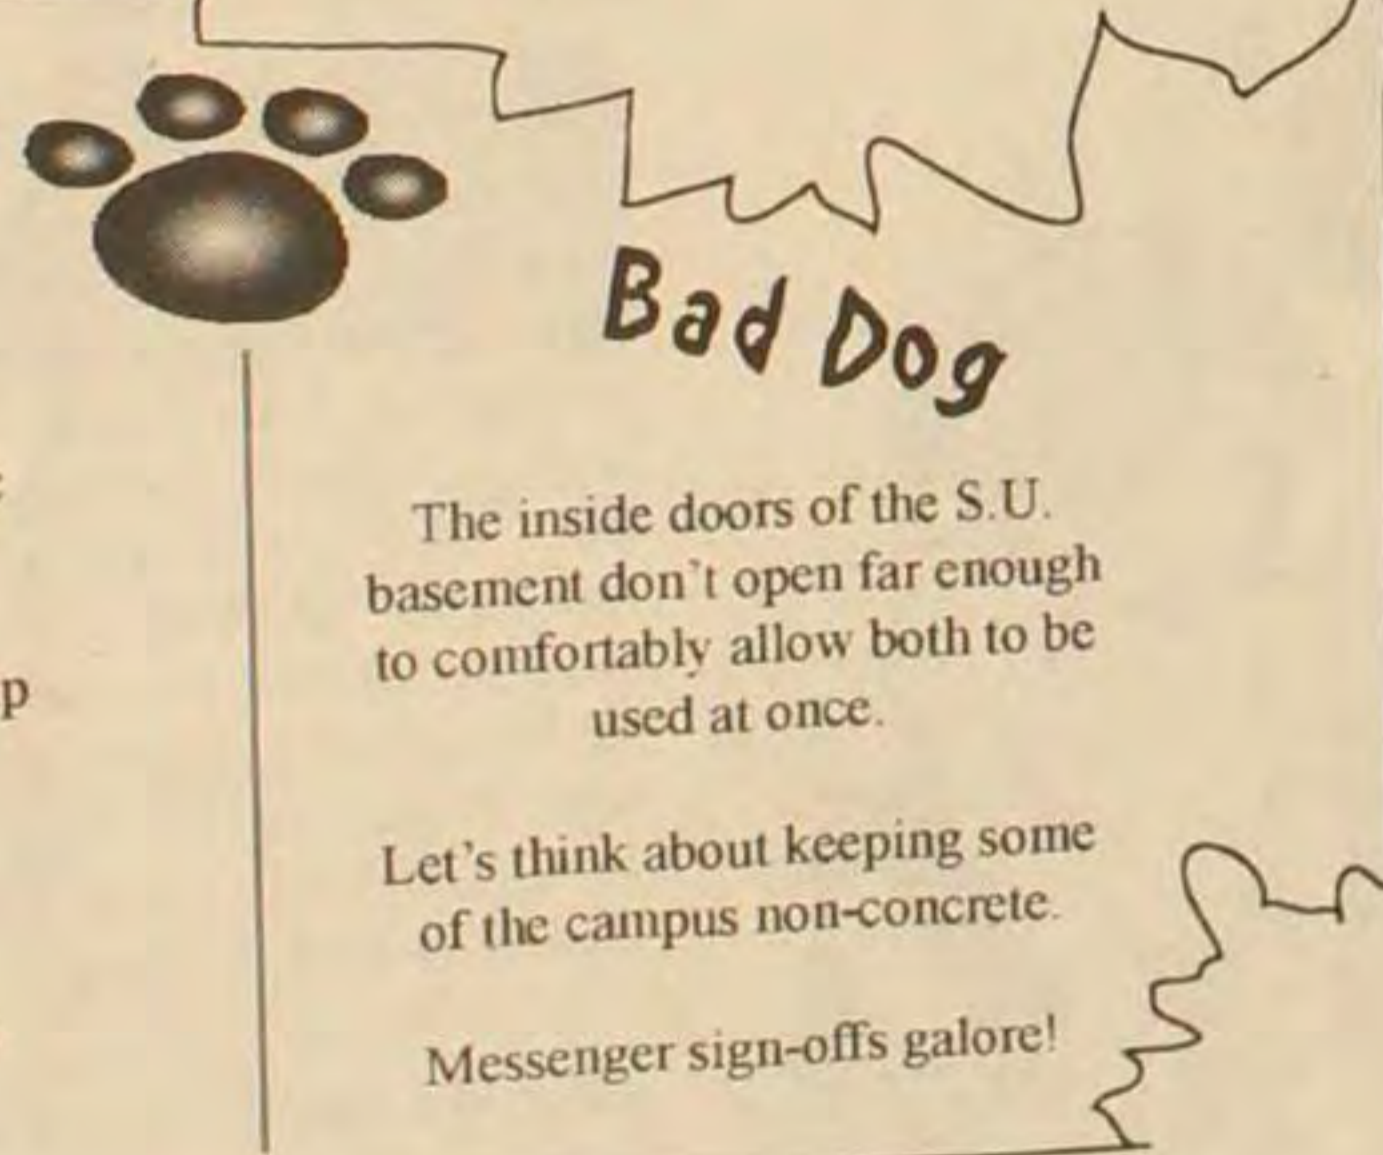 Bad Dog
The inside doors of the S.U.
basement don't open far enough
to comfortably allow both to be
used at once.
Let's think about keeping some
of the campus non-concrete.
Messenger sign-offs galore!
p